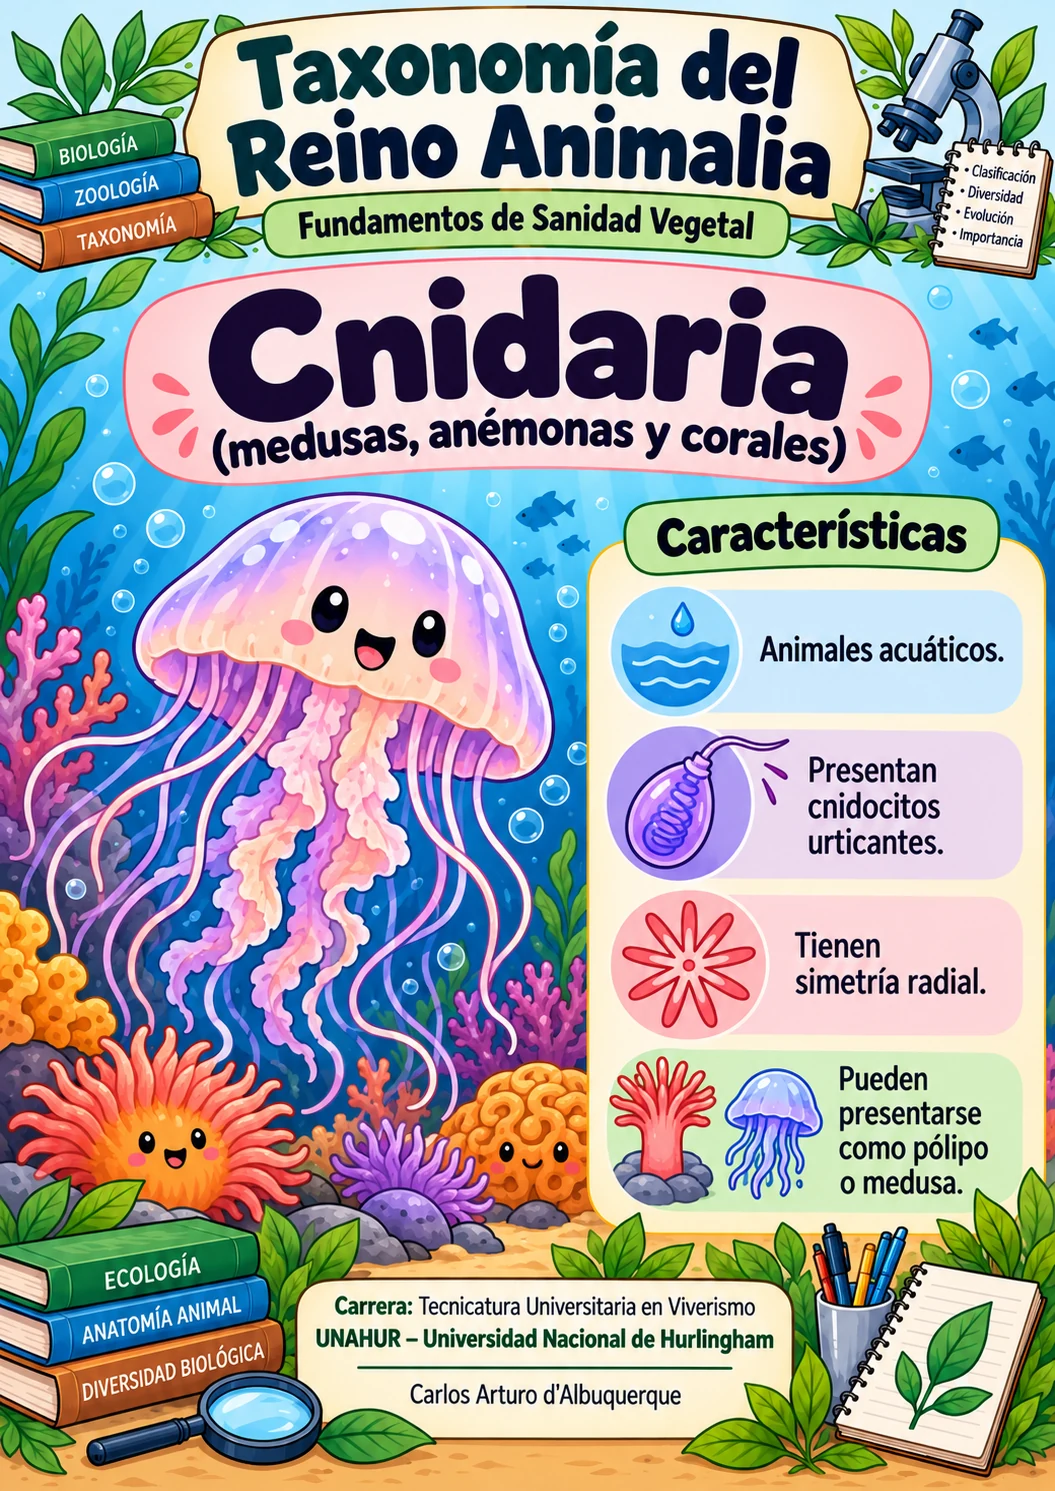 Taxonomía del
Reino Animalia
Fundamentos de Sanidad Vegetal
BIOLOGÍA
ZOOLOGÍA
TAXONOMÍA
• Clasificación
• Diversidad
• Evolución
• Importancia
Cnidaria
(medusas, anémonas y corales)
Características
Animales acuáticos.
Presentan
cnidocitos
urticantes.
Tienen
simetría radial.
Pueden
presentarse
como pólipo
o medusa.
ECOLOGÍA
ANATOMÍA ANIMAL
DIVERSIDAD BIOLÓGICA
Carrera: Tecnicatura Universitaria en Viverismo
UNAHUR – Universidad Nacional de Hurlingham
Carlos Arturo d'Albuquerque